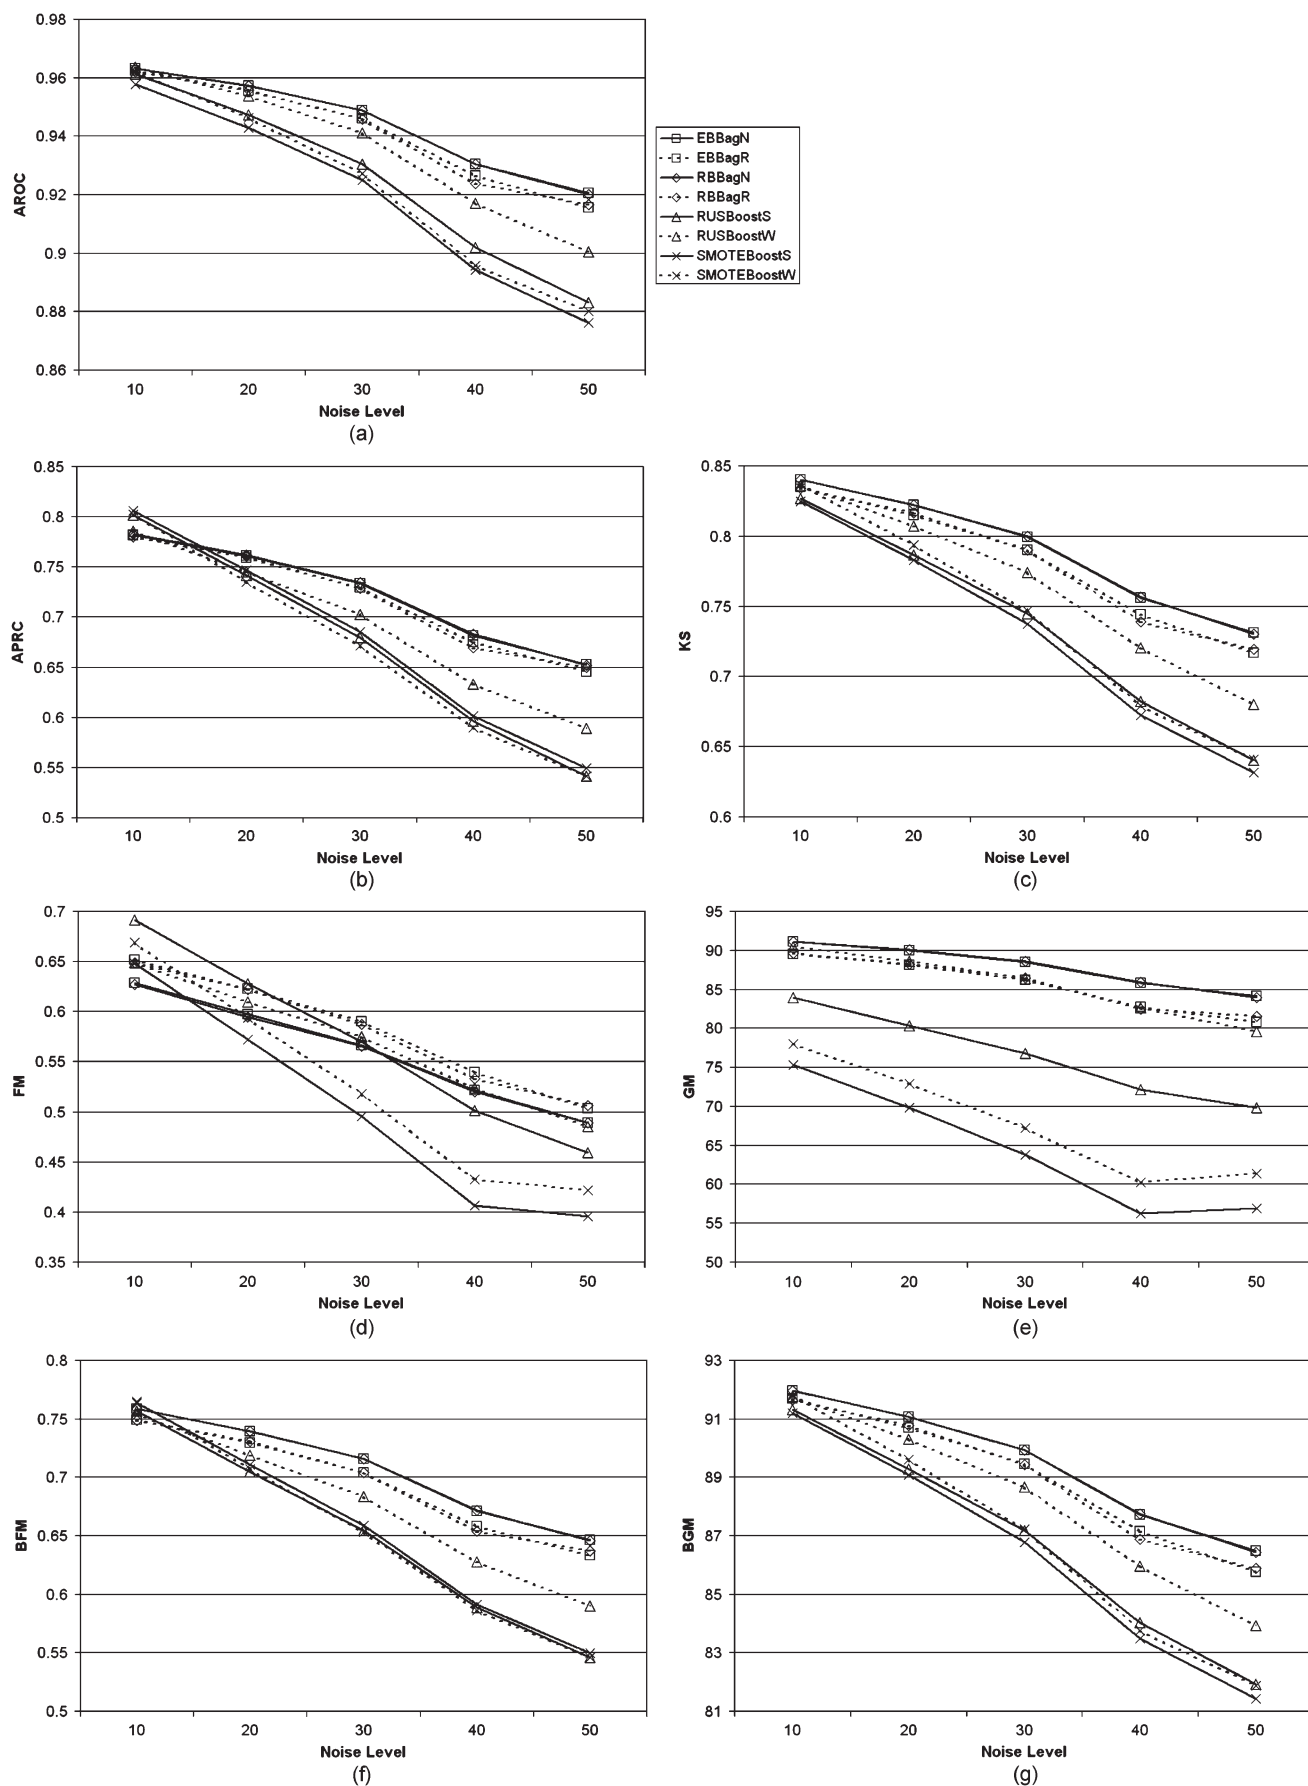 0.98
0.96
0.94
0.92
0.9
0.88
0.86
AROC
10 20 30 40 50
Noise Level
(a)
EBBagN
EBBagR
RBBagN
RBBagR
RUSBoostS
RUSBoostW
SMOTEBoostS
SMOTEBoostW
0.85
0.8
0.75
0.7
0.65
0.6
0.55
0.5
APRC
10 20 30 40 50
Noise Level
(b)
0.85
0.8
0.75
0.7
0.65
0.6
KS
10 20 30 40 50
Noise Level
(c)
0.7
0.65
0.6
0.55
0.5
0.45
0.4
0.35
FM
10 20 30 40 50
Noise Level
(d)
95
90
85
80
75
70
65
60
55
50
GM
10 20 30 40 50
Noise Level
(e)
0.8
0.75
0.7
0.65
0.6
0.55
0.5
BFM
10 20 30 40 50
Noise Level
(f)
93
91
89
87
85
83
81
BGM
10 20 30 40 50
Noise Level
(g)